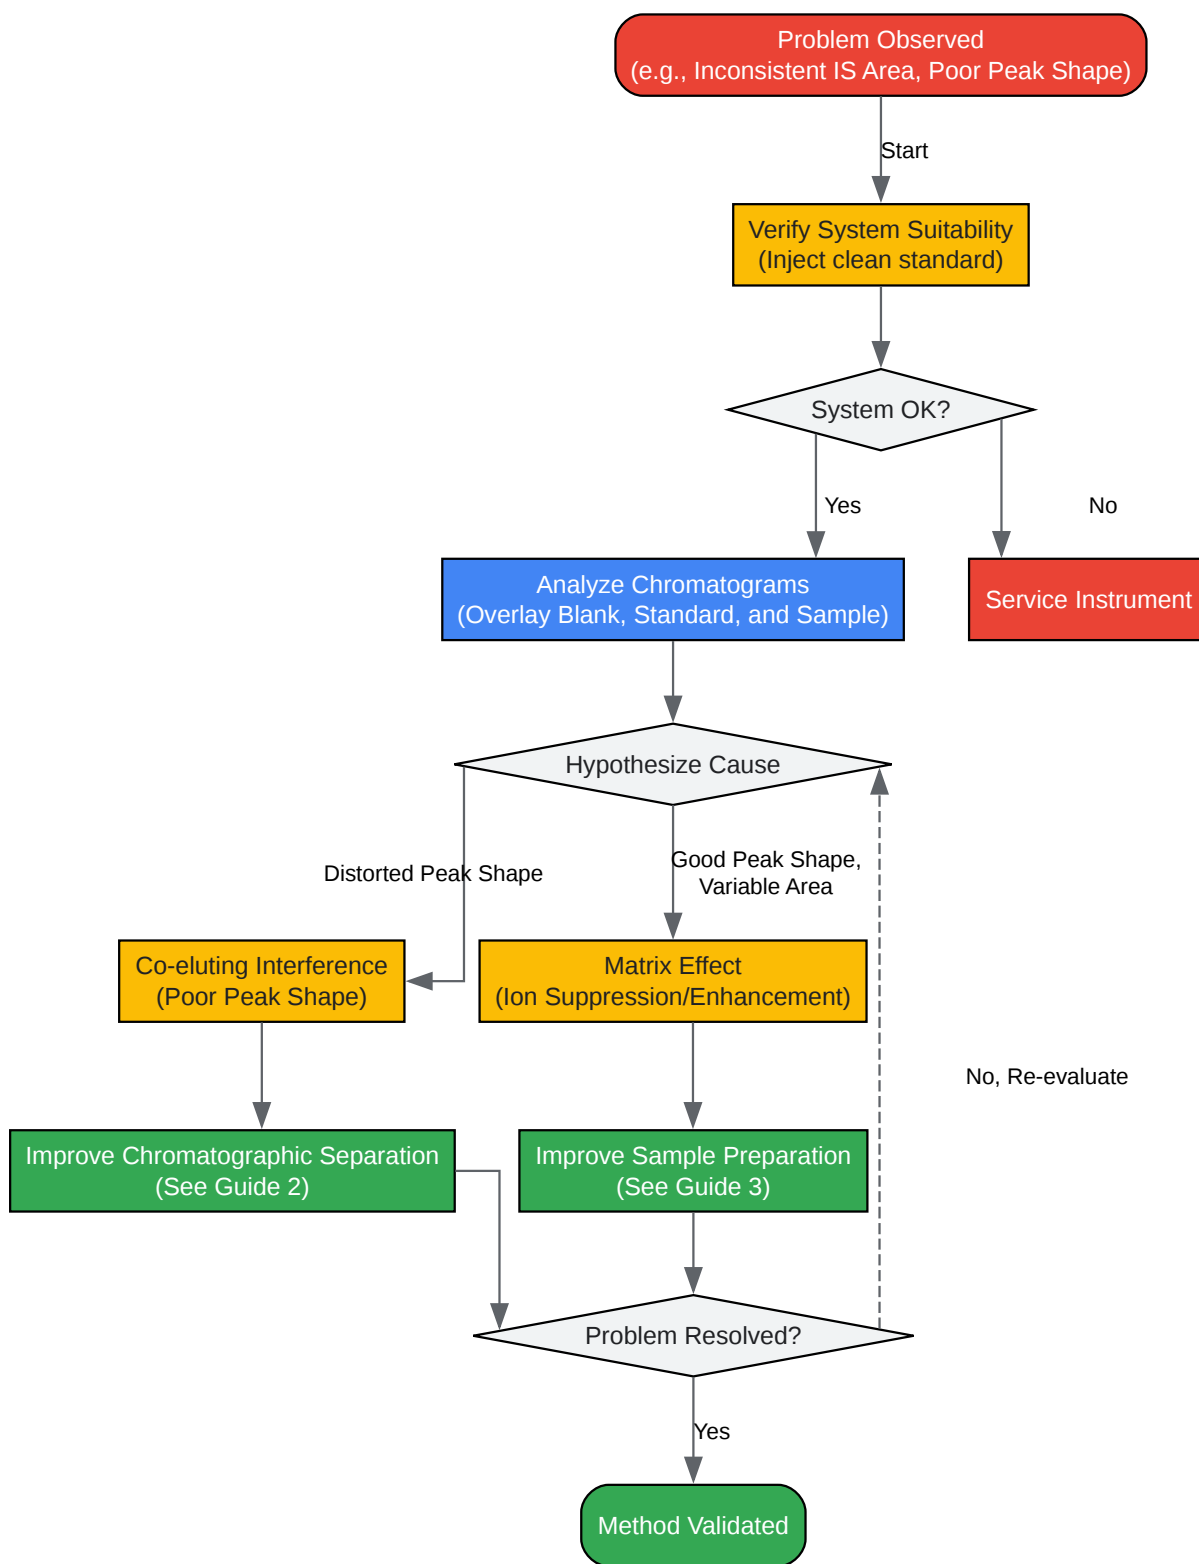 Problem Observed
(e.g., Inconsistent IS Area, Poor Peak Shape)
Start
Verify System Suitability
(Inject clean standard)
System OK?
Yes
No
Analyze Chromatograms
(Overlay Blank, Standard, and Sample)
Service Instrument
Hypothesize Cause
Distorted Peak Shape
Good Peak Shape,
Variable Area
Co-eluting Interference
(Poor Peak Shape)
Matrix Effect
(Ion Suppression/Enhancement)
No, Re-evaluate
Improve Chromatographic Separation
(See Guide 2)
Improve Sample Preparation
(See Guide 3)
Problem Resolved?
Yes
Method Validated